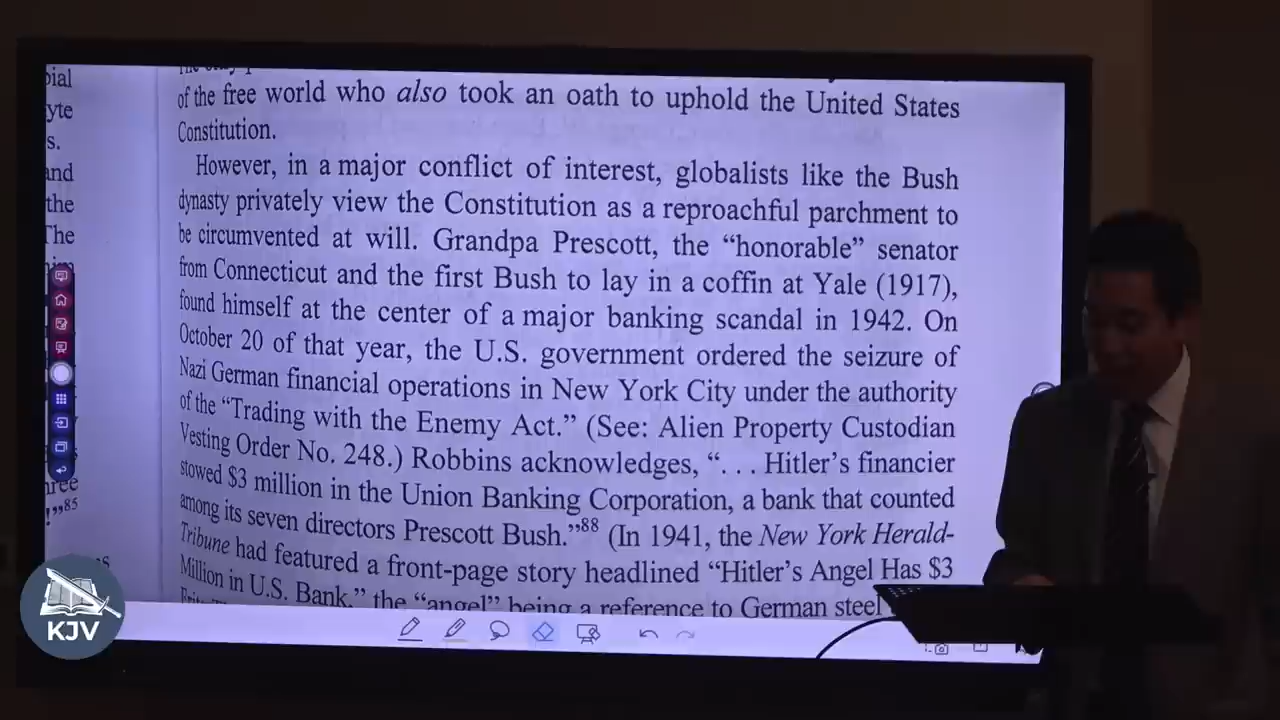 pial
yte
s.
and
the
The
hree
!”85
of the free world who also took an oath to uphold the United States
Constitution.
However, in a major conflict of interest, globalists like the Bush
dynasty privately view the Constitution as a reproachful parchment to
be circumvented at will. Grandpa Prescott, the “honorable” senator
from Connecticut and the first Bush to lay in a coffin at Yale (1917),
found himself at the center of a major banking scandal in 1942. On
October 20 of that year, the U.S. government ordered the seizure of
Nazi German financial operations in New York City under the authority
of the “Trading with the Enemy Act.” (See: Alien Property Custodian
Vesting Order No. 248.) Robbins acknowledges, “. . . Hitler’s financier
stowed $3 million in the Union Banking Corporation, a bank that counted
among its seven directors Prescott Bush.”88 (In 1941, the New York Herald-
Tribune had featured a front-page story headlined “Hitler’s Angel Has $3
Million in U.S. Bank,” the “angel” being a reference to German steel
KJV